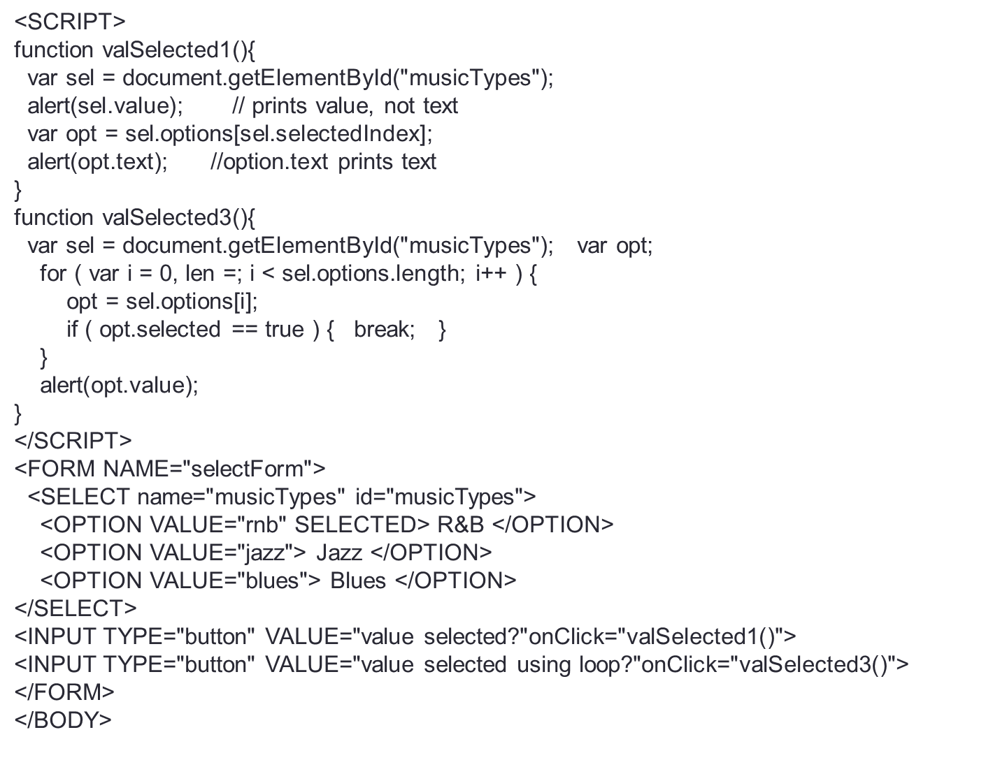 <SCRIPT>
function valSelected1(){
var sel = document.getElementById("musicTypes");
alert(sel.value); // prints value, not text
var opt = sel.options[sel.selectedIndex];
alert(opt.text); //option.text prints text
}
function valSelected3(){
var sel = document.getElementById("musicTypes"); var opt;
for ( var i = 0, len =; i < sel.options.length; i++ ) {
opt = sel.options[i];
if ( opt.selected == true ) { break; }
}
alert(opt.value);
}
</SCRIPT>
<FORM NAME="selectForm">
<SELECT name="musicTypes" id="musicTypes">
<OPTION VALUE="rnb" SELECTED> R&B </OPTION>
<OPTION VALUE="jazz"> Jazz </OPTION>
<OPTION VALUE="blues"> Blues </OPTION>
</SELECT>
<INPUT TYPE="button" VALUE="value selected?"onClick="valSelected1()">
<INPUT TYPE="button" VALUE="value selected using loop?"onClick="valSelected3()">
</FORM>
</BODY>